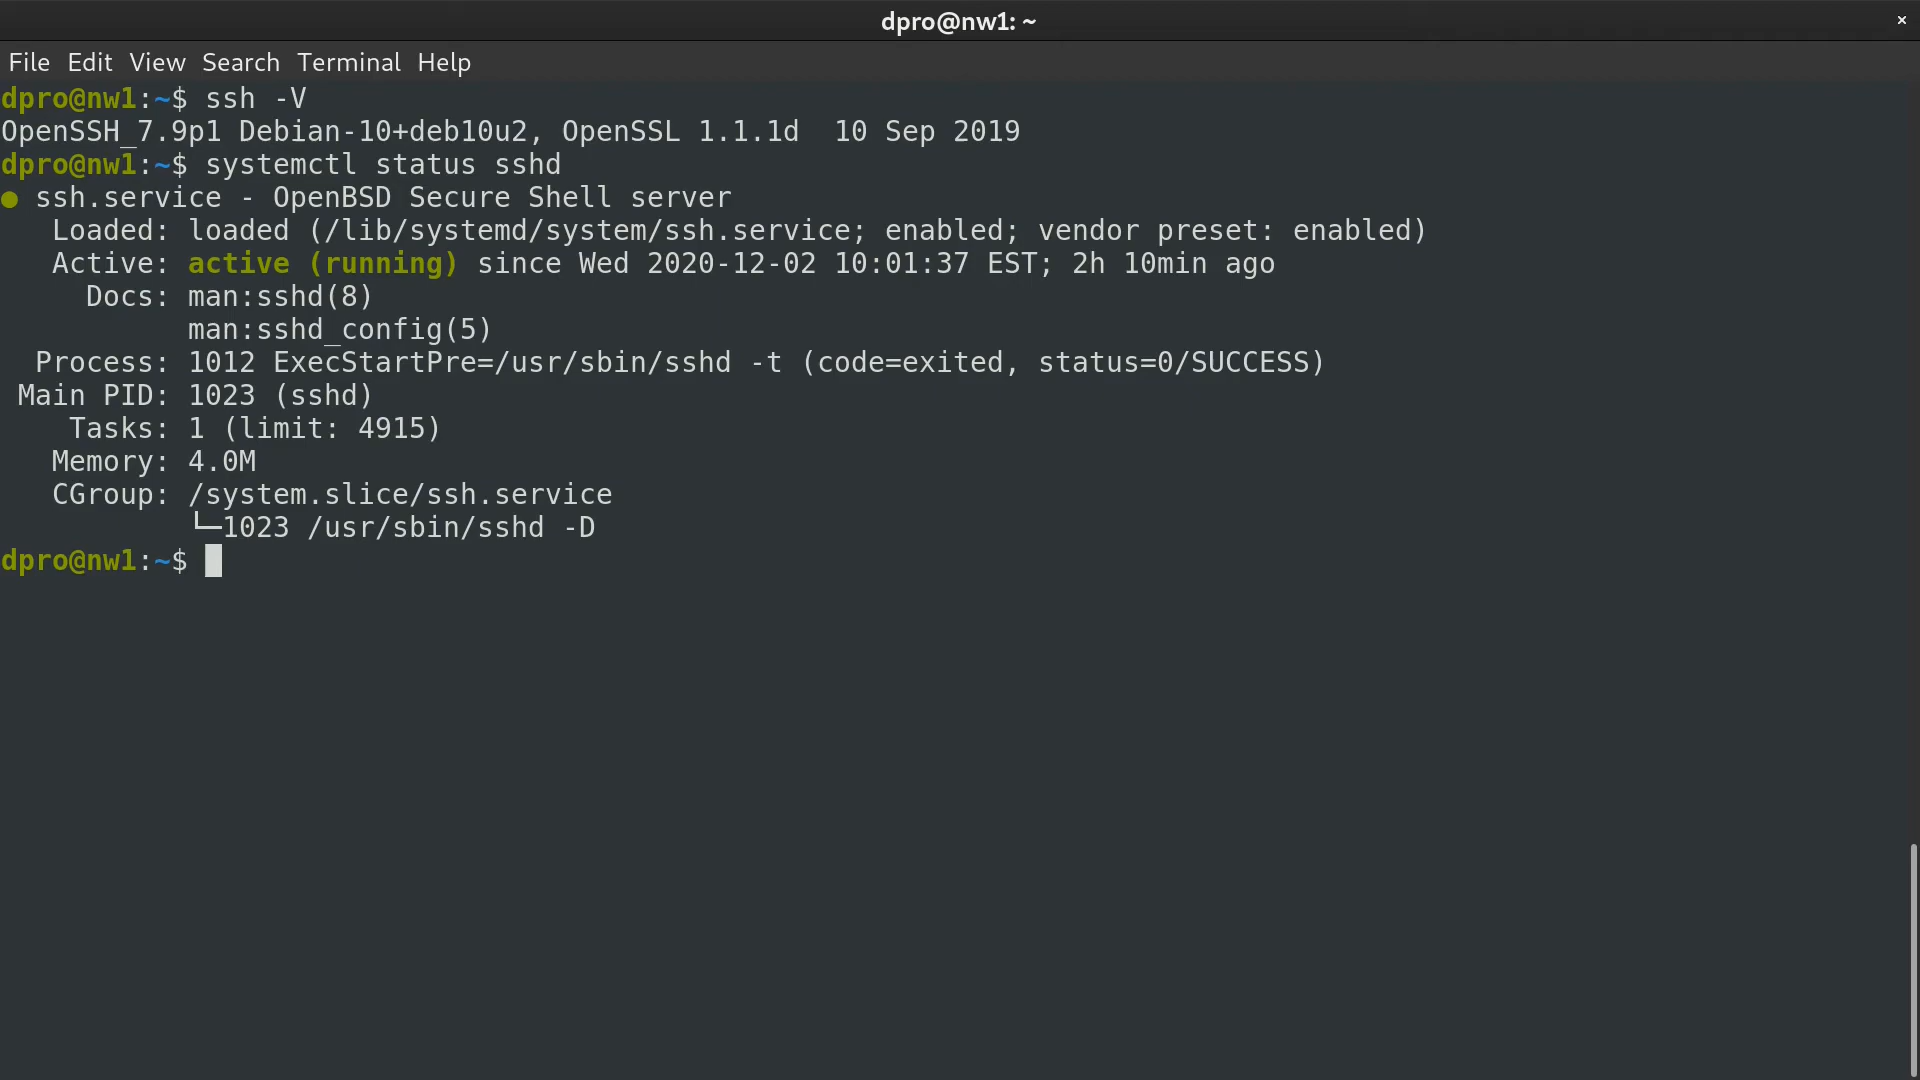 dpro@nw1: ~ ×
File Edit View Search Terminal Help
dpro@nw1:~$ ssh -V
OpenSSH_7.9p1 Debian-10+deb10u2, OpenSSL 1.1.1d  10 Sep 2019
dpro@nw1:~$ systemctl status sshd
● ssh.service - OpenBSD Secure Shell server
   Loaded: loaded (/lib/systemd/system/ssh.service; enabled; vendor preset: enabled)
   Active: active (running) since Wed 2020-12-02 10:01:37 EST; 2h 10min ago
     Docs: man:sshd(8)
           man:sshd_config(5)
  Process: 1012 ExecStartPre=/usr/sbin/sshd -t (code=exited, status=0/SUCCESS)
 Main PID: 1023 (sshd)
    Tasks: 1 (limit: 4915)
   Memory: 4.0M
   CGroup: /system.slice/ssh.service
           └─1023 /usr/sbin/sshd -D
dpro@nw1:~$